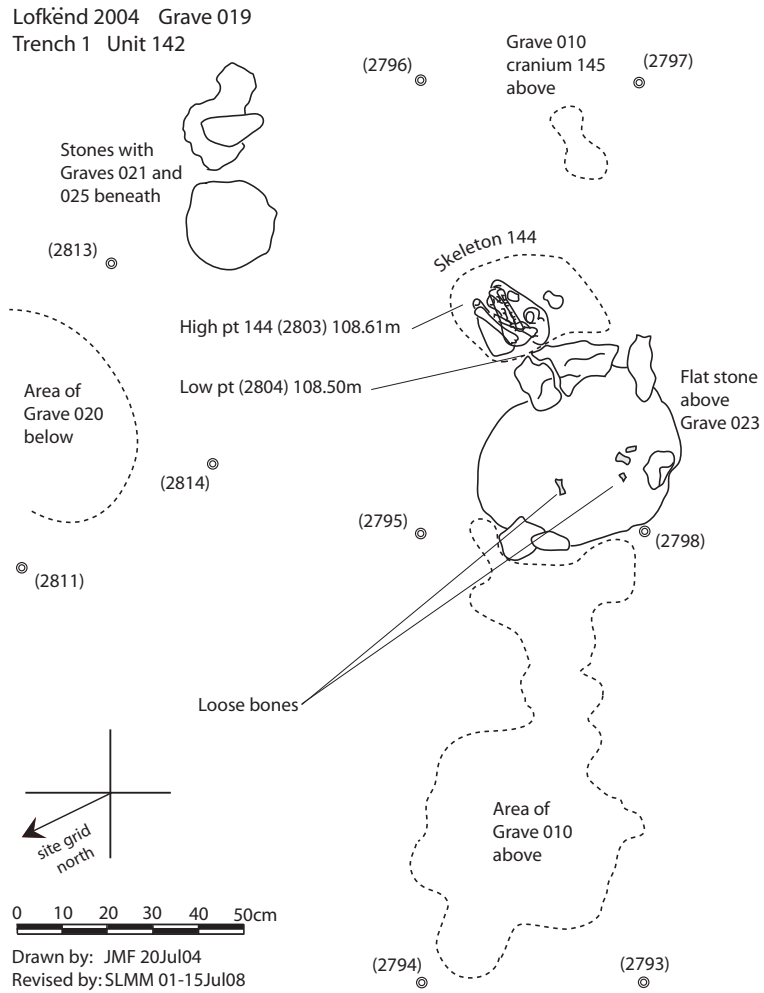 Lofkënd 2004 Grave 019
Trench 1 Unit 142
(2796)
Grave 010
cranium 145
above
(2797)
Stones with
Graves 021 and
025 beneath
(2813)
Skeleton 144
High pt 144 (2803) 108.61m
Low pt (2804) 108.50m
Area of
Grave 020
below
Flat stone
above
Grave 023
(2814)
(2795)
(2798)
(2811)
Loose bones
Area of
Grave 010
above
site grid
north
0 10 20 30 40 50cm
Drawn by: JMF 20Jul04
Revised by: SLMM 01-15Jul08
(2794)
(2793)